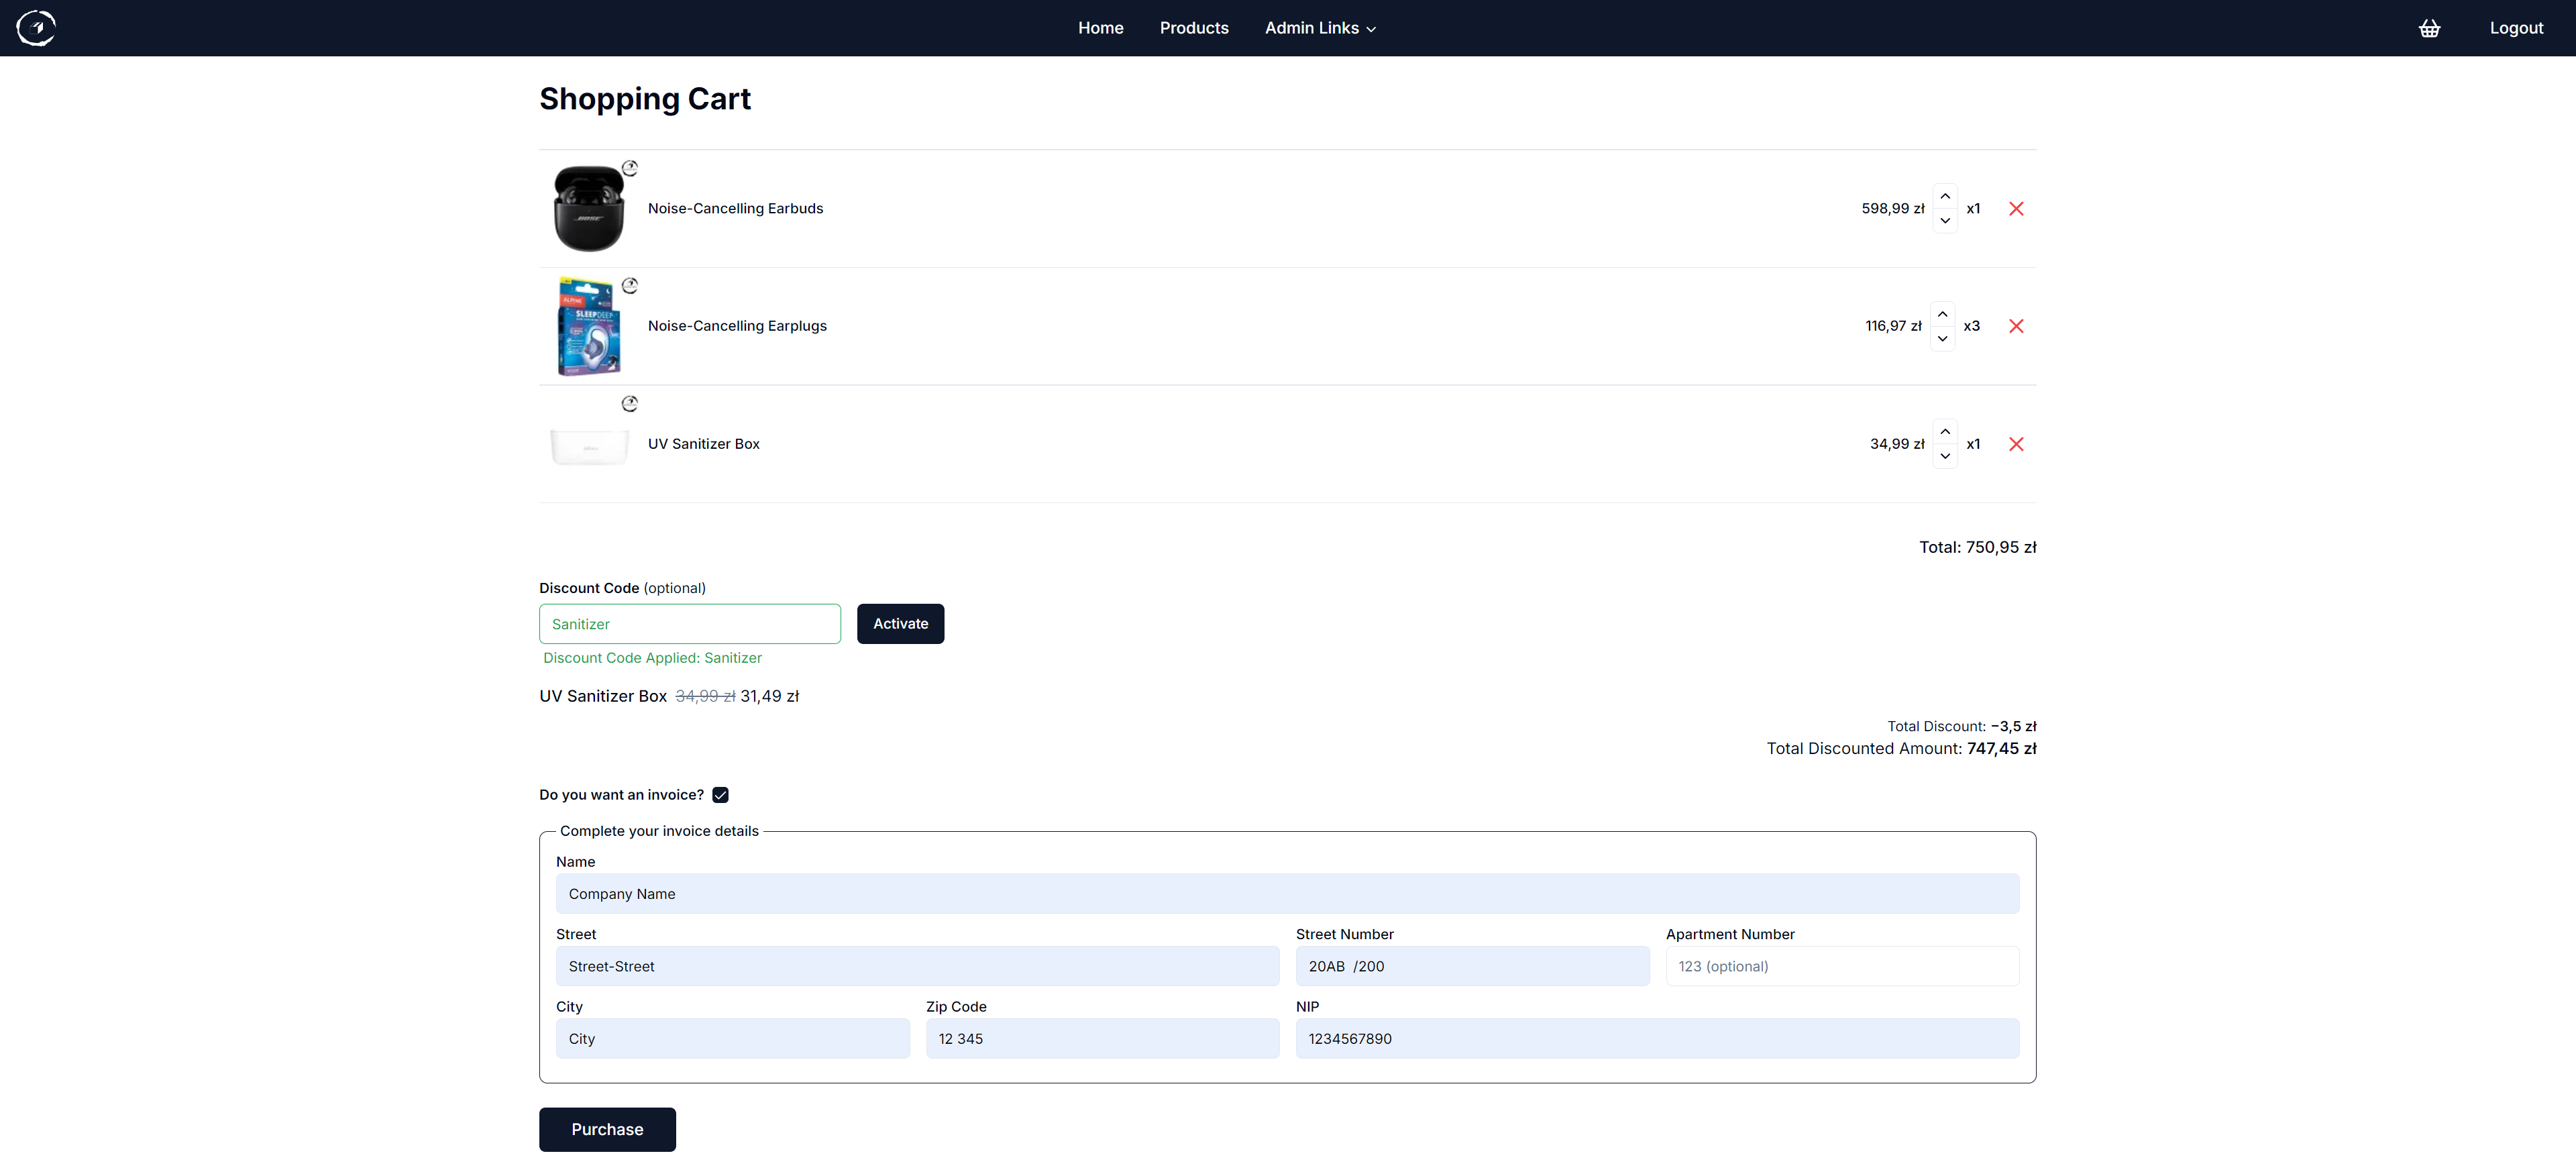 Home Products Admin Links Logout
Shopping Cart
BOSE
Noise-Cancelling Earbuds 598,99 zł x1
ALPINE
SLEEPDEEP
Noise-Cancelling Earplugs 116,97 zł x3
UV Sanitizer Box 34,99 zł x1
Total: 750,95 zł
Discount Code (optional)
Sanitizer Activate
Discount Code Applied: Sanitizer
UV Sanitizer Box 34,99 zł 31,49 zł
Total Discount: −3,5 zł
Total Discounted Amount: 747,45 zł
Do you want an invoice?
Complete your invoice details
Name
Company Name
Street Street Number Apartment Number
Street-Street 20AB  /200 123 (optional)
City Zip Code NIP
City 12 345 1234567890
Purchase